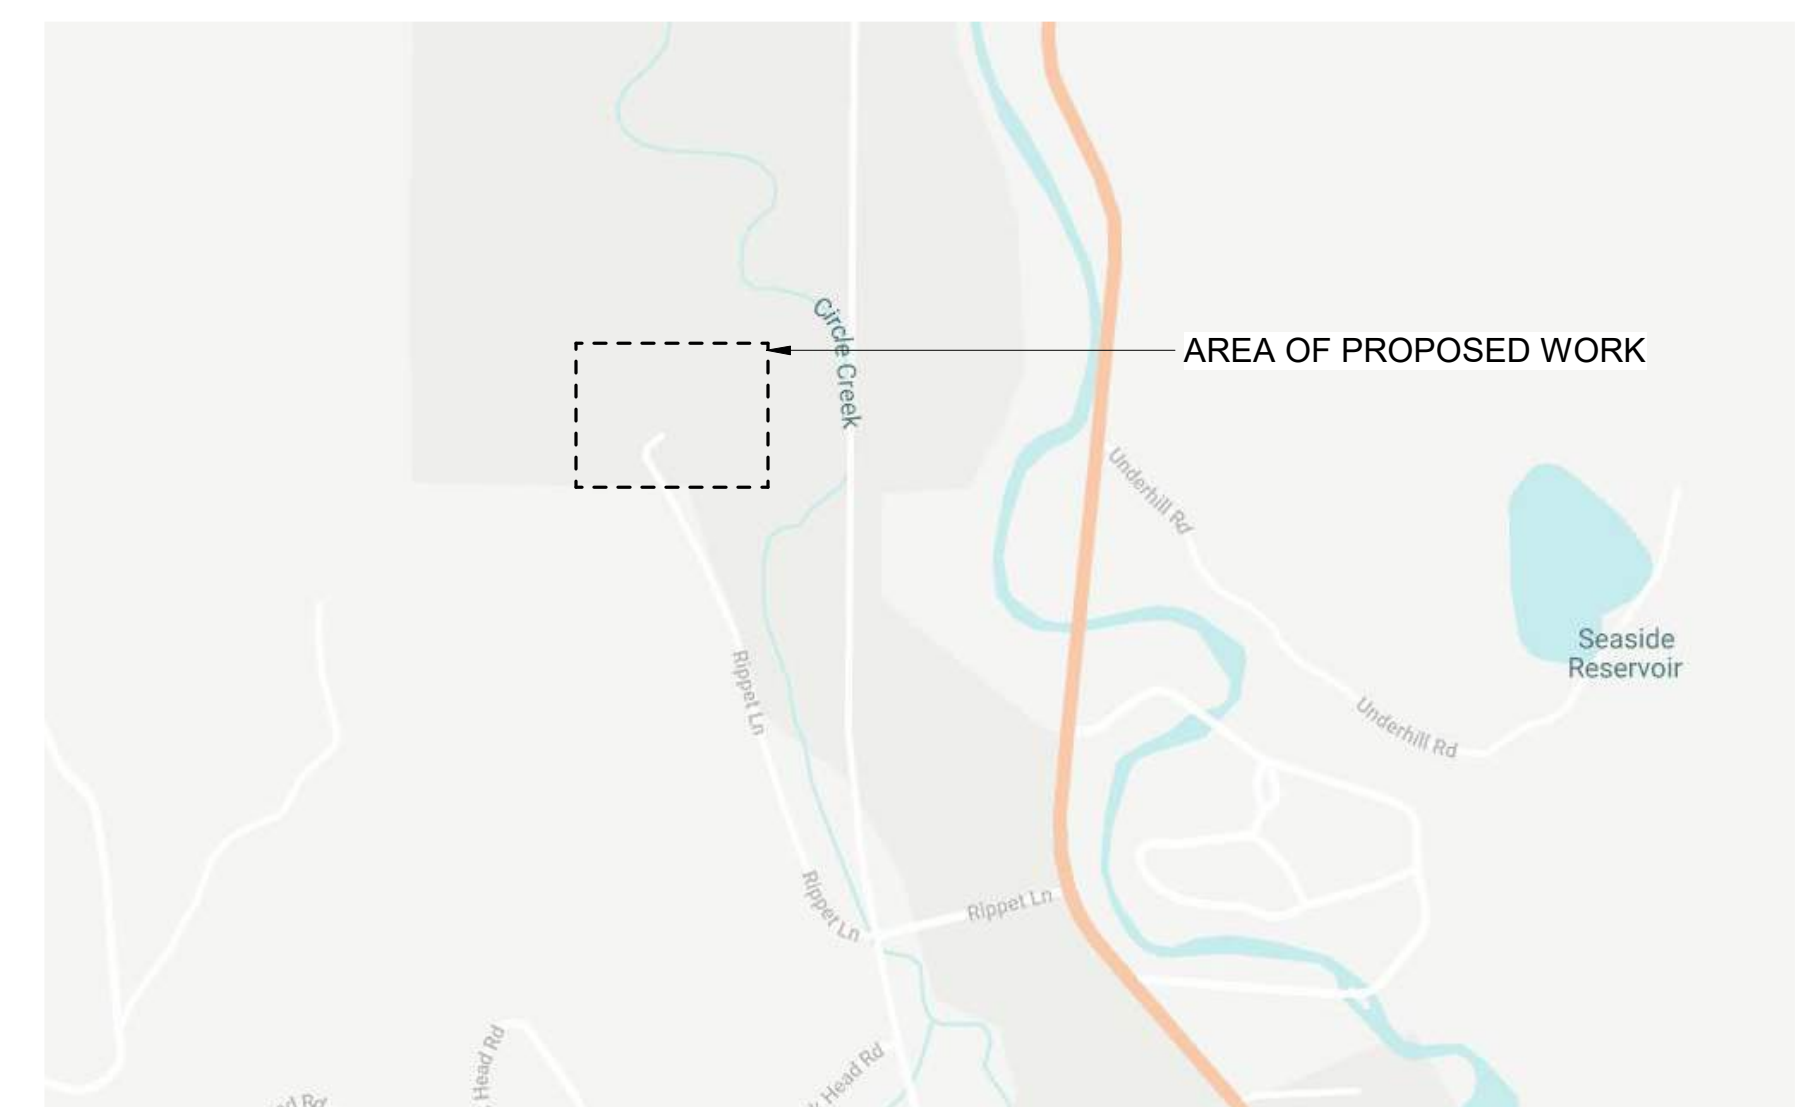 Circle Creek
AREA OF PROPOSED WORK
Underhill Rd
Seaside
Reservoir
Rippet Ln
Underhill Rd
Rippet Ln
Rippet Ln
Head Rd
Head Rd
Rd